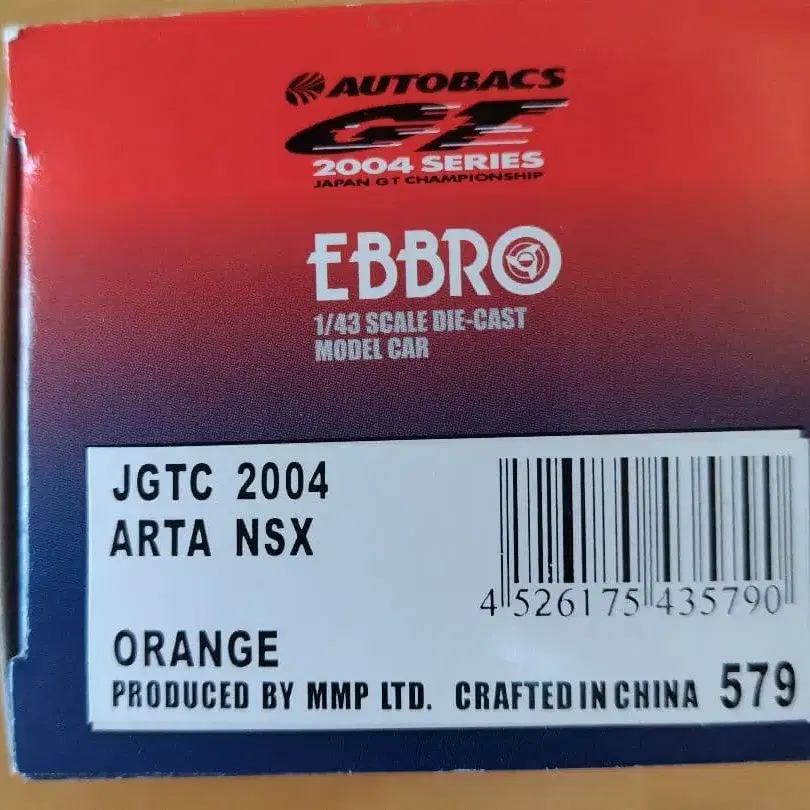 AUTOBACS
GT
2004 SERIES
JAPAN GT CHAMPIONSHIP
EBBRO
1/43 SCALE DIE-CAST
MODEL CAR
JGTC 2004
ARTA NSX
4 526175 435790
ORANGE
PRODUCED BY MMP LTD. CRAFTED IN CHINA 579